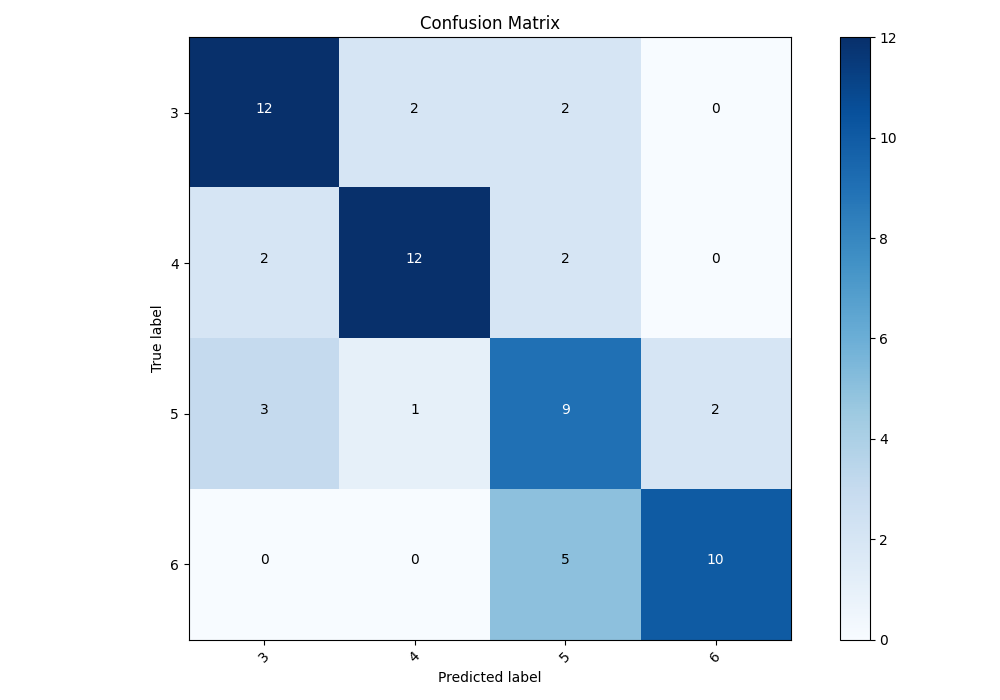 Confusion Matrix
True label
3 12 2 2 0
4 2 12 2 0
5 3 1 9 2
6 0 0 5 10
3 4 5 6
Predicted label
12
10
8
6
4
2
0